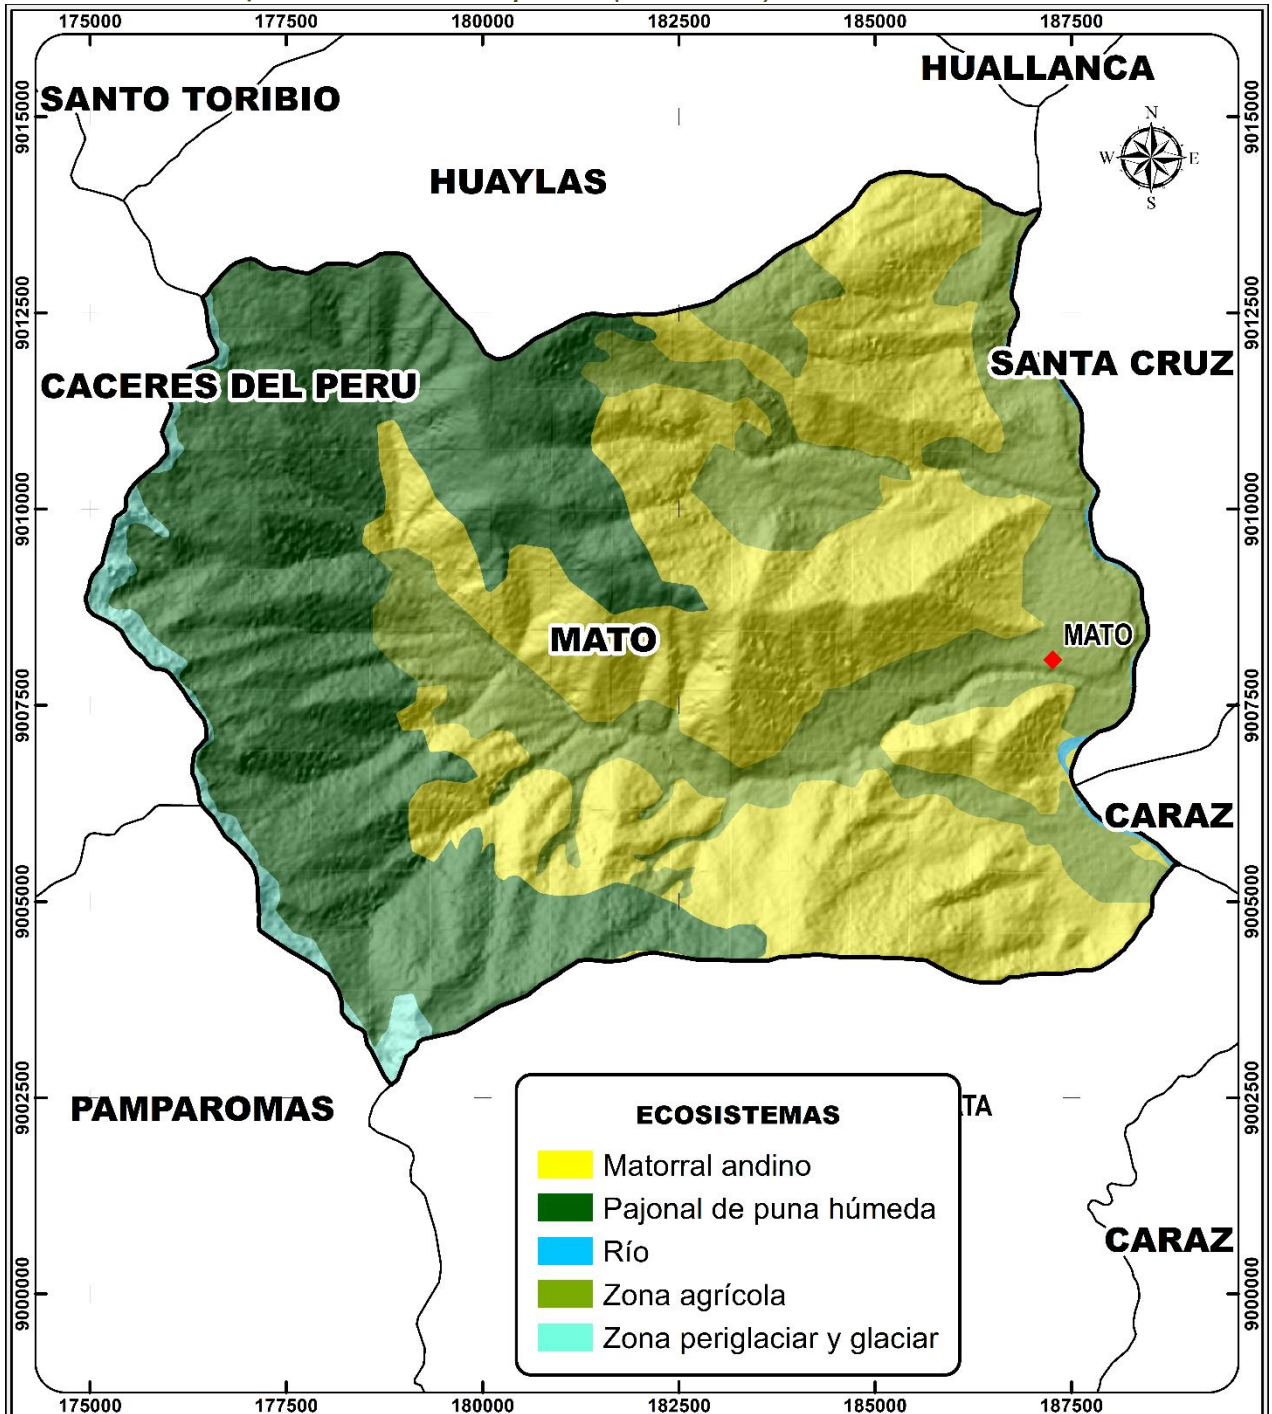 175000 177500 180000 182500 185000 187500
HUALLANCA
SANTO TORIBIO
9015000
9015000
N
W E
S
HUAYLAS
9012500
9012500
SANTA CRUZ
CACERES DEL PERU
9010000
9010000
MATO
MATO
9007500
9007500
CARAZ
9005000
9005000
PAMPAROMAS
9002500
9002500
ATA
ECOSISTEMAS
Matorral andino
Pajonal de puna húmeda
Río
Zona agrícola
Zona periglaciar y glaciar
CARAZ
9000000
9000000
175000 177500 180000 182500 185000 187500